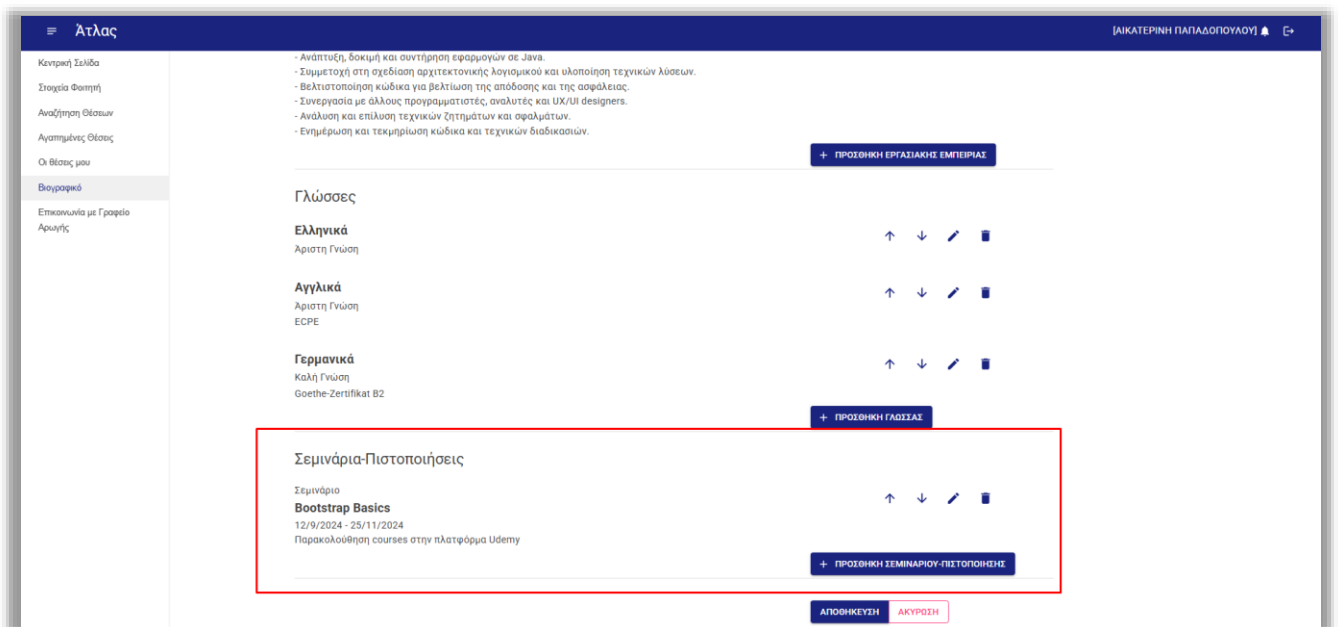 Άτλας
[ΑΙΚΑΤΕΡΙΝΗ ΠΑΠΑΔΟΠΟΥΛΟΥ]
Κεντρική Σελίδα
Στοιχεία Φοιτητή
Αναζήτηση Θέσεων
Αγαπημένες Θέσεις
Οι θέσεις μου
Βιογραφικό
Επικοινωνία με Γραφείο
Αρωγής
- Ανάπτυξη, δοκιμή και συντήρηση εφαρμογών σε Java.
- Συμμετοχή στη σχεδίαση αρχιτεκτονικής λογισμικού και υλοποίηση τεχνικών λύσεων.
- Βελτιστοποίηση κώδικα για βελτίωση της απόδοσης και της ασφάλειας.
- Συνεργασία με άλλους προγραμματιστές, αναλυτές και UX/UI designers.
- Ανάλυση και επίλυση τεχνικών ζητημάτων και σφαλμάτων.
- Ενημέρωση και τεκμηρίωση κώδικα και τεχνικών διαδικασιών.
+ ΠΡΟΣΘΗΚΗ ΕΡΓΑΣΙΑΚΗΣ ΕΜΠΕΙΡΙΑΣ
Γλώσσες
Ελληνικά
Άριστη Γνώση
Αγγλικά
Άριστη Γνώση
ECPE
Γερμανικά
Καλή Γνώση
Goethe-Zertifikat B2
+ ΠΡΟΣΘΗΚΗ ΓΛΩΣΣΑΣ
Σεμινάρια-Πιστοποιήσεις
Σεμινάριο
Bootstrap Basics
12/9/2024 - 25/11/2024
Παρακολούθηση courses στην πλατφόρμα Udemy
+ ΠΡΟΣΘΗΚΗ ΣΕΜΙΝΑΡΙΟΥ-ΠΙΣΤΟΠΟΙΗΣΗΣ
ΑΠΟΘΗΚΕΥΣΗ
ΑΚΥΡΩΣΗ